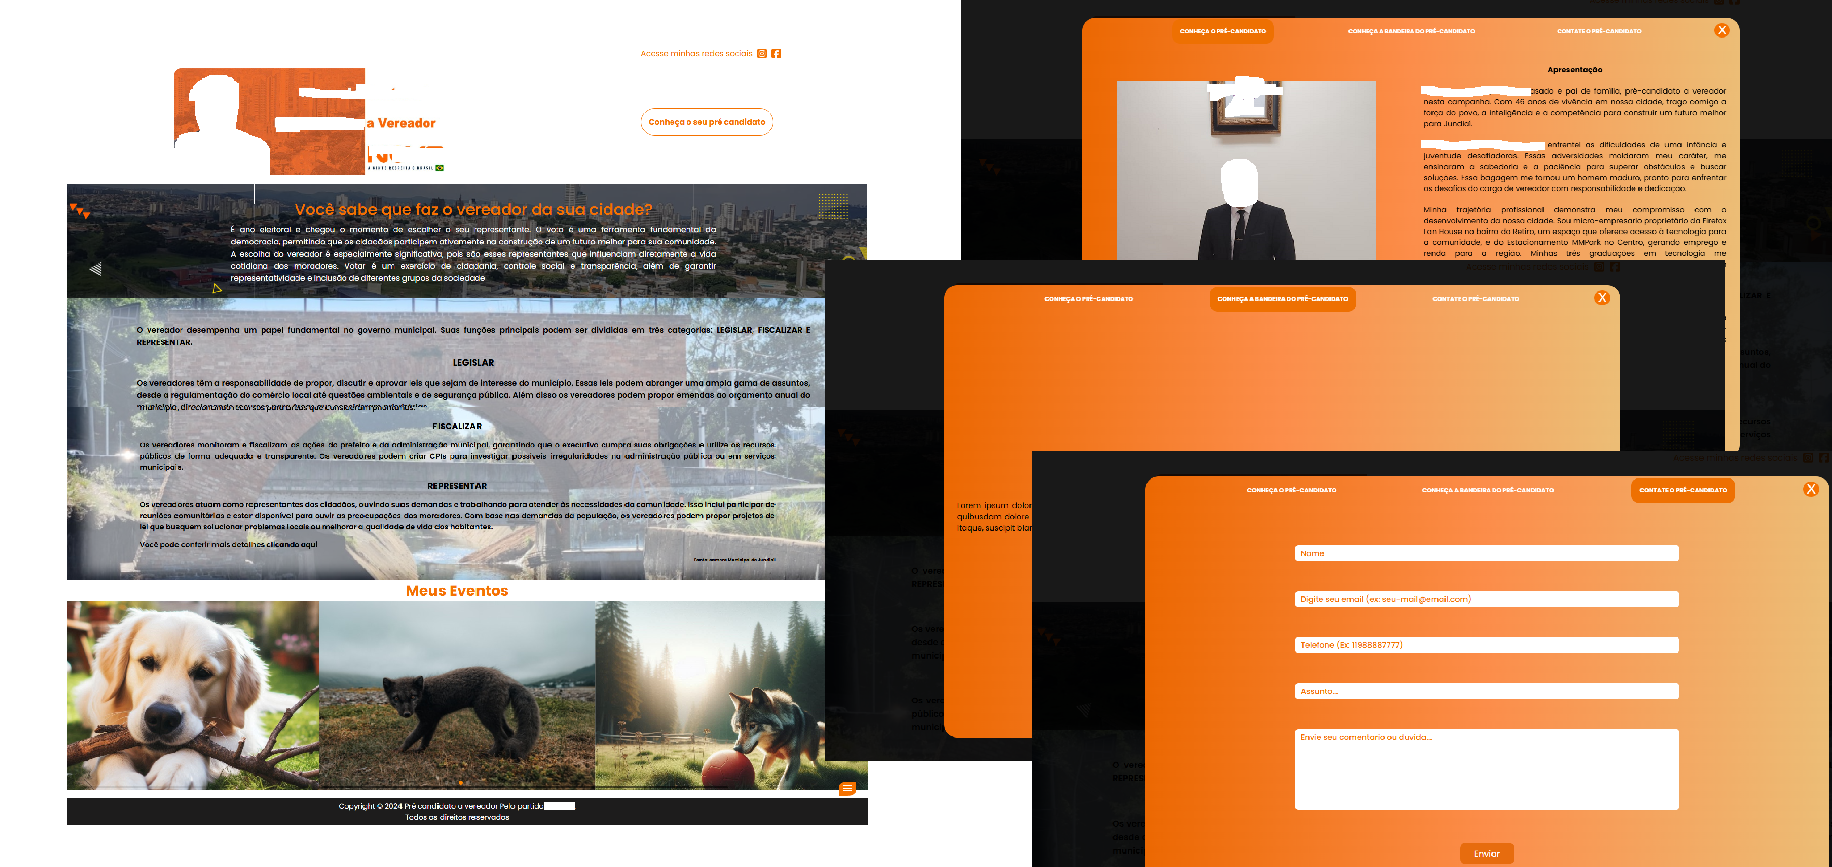 Acesse minhas redes sociais
a Vereador
Conheça o seu pré candidato
Você sabe que faz o vereador da sua cidade?
É ano eleitoral e chegou o momento de escolher o seu representante. O voto é uma ferramenta fundamental da
democracia, permitindo que os cidadãos participem ativamente na construção de um futuro melhor para sua comunidade.
A escolha do vereador é especialmente significativa, pois são esses representantes que influenciam diretamente a vida
cotidiana dos moradores. Votar é um exercício de cidadania, controle social e transparência, além de garantir
representatividade e inclusão de diferentes grupos da sociedade
O vereador desempenha um papel fundamental no governo municipal. Suas funções principais podem ser divididas em três categorias: LEGISLAR, FISCALIZAR E
REPRESENTAR.
LEGISLAR
Os vereadores têm a responsabilidade de propor, discutir e aprovar leis que sejam de interesse do município. Essas leis podem abranger uma ampla gama de assuntos,
desde a regulamentação do comércio local até questões ambientais e de segurança pública. Além disso os vereadores podem propor emendas ao orçamento anual do
município, direcionando recursos para áreas que considerem prioritárias.
FISCALIZAR
Os vereadores monitoram e fiscalizam as ações do prefeito e da administração municipal, garantindo que o executivo cumpra suas obrigações e utilize os recursos
públicos de forma adequada e transparente. Os vereadores podem criar CPIs para investigar possíveis irregularidades na administração pública ou em serviços
municipais.
REPRESENTAR
Os vereadores atuam como representantes dos cidadãos, ouvindo suas demandas e trabalhando para atender às necessidades da comunidade. Isso inclui participar de
reuniões comunitárias e estar disponível para ouvir as preocupações dos moradores. Com base nas demandas da população, os vereadores podem propor projetos de
lei que busquem solucionar problemas locais ou melhorar a qualidade de vida dos habitantes.
Você pode conferir mais detalhes clicando aqui
Meus Eventos
Copyright © 2024 Pré candidato a vereador Pelo partido
Todos os direitos reservados
CONHEÇA O PRÉ-CANDIDATO
CONHEÇA A BANDEIRA DO PRÉ-CANDIDATO
CONTATE O PRÉ-CANDIDATO
X
Apresentação
asado e pai de família, pré-candidato a vereador
nesta campanha. Com 46 anos de vivência em nossa cidade, trago comigo a
força do povo, a inteligência e a competência para construir um futuro melhor
para Jundiaí.
enfrentei as dificuldades de uma infância e
juventude desafiadoras. Essas adversidades moldaram meu caráter, me
ensinaram a sabedoria e a paciência para superar obstáculos e buscar
soluções. Essa bagagem me tornou um homem maduro, pronto para enfrentar
os desafios do cargo de vereador com responsabilidade e dedicação.
Minha trajetória profissional demonstra meu compromisso com o
desenvolvimento da nossa cidade. Sou micro-empresário proprietário da Firefox
Lan House no bairro do Retiro, um espaço que oferece acesso à tecnologia para
a comunidade, e do Estacionamento MMPark no Centro, gerando emprego e
renda para a região. Minhas três graduações em tecnologia me
CONHEÇA O PRÉ-CANDIDATO
CONHEÇA A BANDEIRA DO PRÉ-CANDIDATO
CONTATE O PRÉ-CANDIDATO
X
Lorem ipsum dolor
quibusdam dolore
Itaque, suscipit blan
CONHEÇA O PRÉ-CANDIDATO
CONHEÇA A BANDEIRA DO PRÉ-CANDIDATO
CONTATE O PRÉ-CANDIDATO
X
Nome
Digite seu email (ex: seu-mail@email.com)
Telefone (Ex: 11988887777)
Assunto...
Envie seu comentario ou duvida...
Enviar